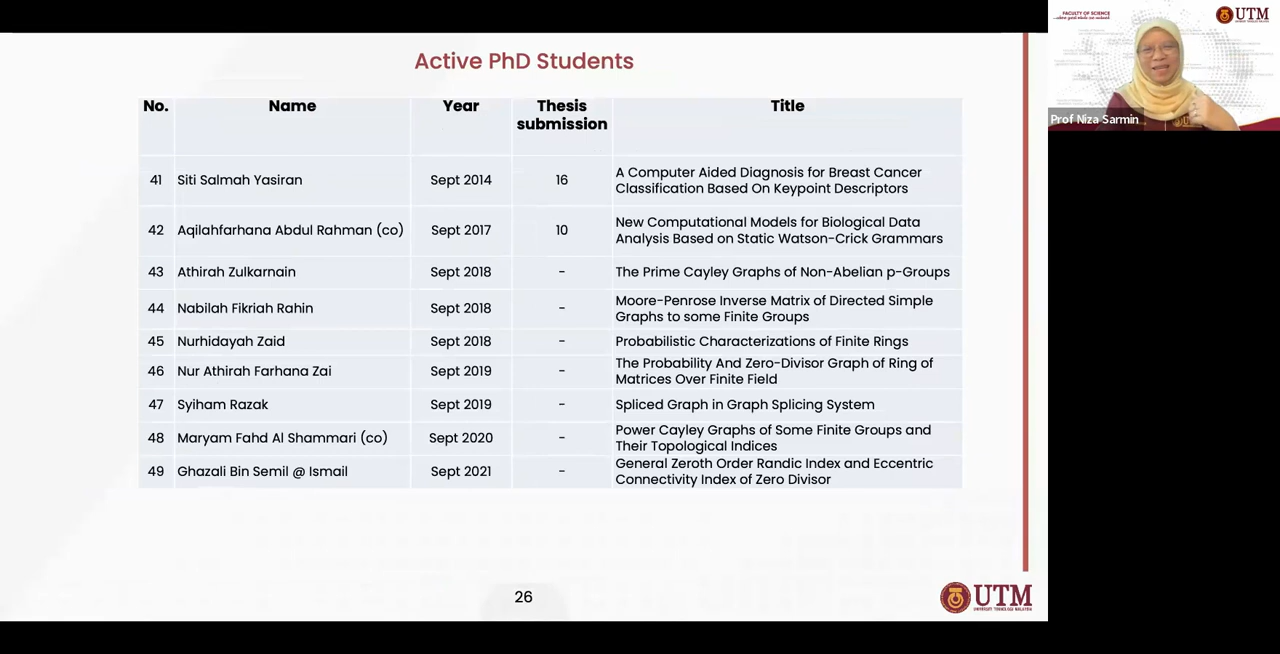 FACULTY OF SCIENCE
UTM
Prof Niza Sarmin
Active PhD Students
No. Name Year Thesis submission Title
41 Siti Salmah Yasiran Sept 2014 16 A Computer Aided Diagnosis for Breast Cancer
Classification Based On Keypoint Descriptors
42 Aqilahfarhana Abdul Rahman (co) Sept 2017 10 New Computational Models for Biological Data
Analysis Based on Static Watson-Crick Grammars
43 Athirah Zulkarnain Sept 2018 - The Prime Cayley Graphs of Non-Abelian p-Groups
44 Nabilah Fikriah Rahin Sept 2018 - Moore-Penrose Inverse Matrix of Directed Simple
Graphs to some Finite Groups
45 Nurhidayah Zaid Sept 2018 - Probabilistic Characterizations of Finite Rings
46 Nur Athirah Farhana Zai Sept 2019 - The Probability And Zero-Divisor Graph of Ring of
Matrices Over Finite Field
47 Syiham Razak Sept 2019 - Spliced Graph in Graph Splicing System
48 Maryam Fahd Al Shammari (co) Sept 2020 - Power Cayley Graphs of Some Finite Groups and
Their Topological Indices
49 Ghazali Bin Semil @ Ismail Sept 2021 - General Zeroth Order Randic Index and Eccentric
Connectivity Index of Zero Divisor
26
UTM
UNIVERSITI TEKNOLOGI MALAYSIA